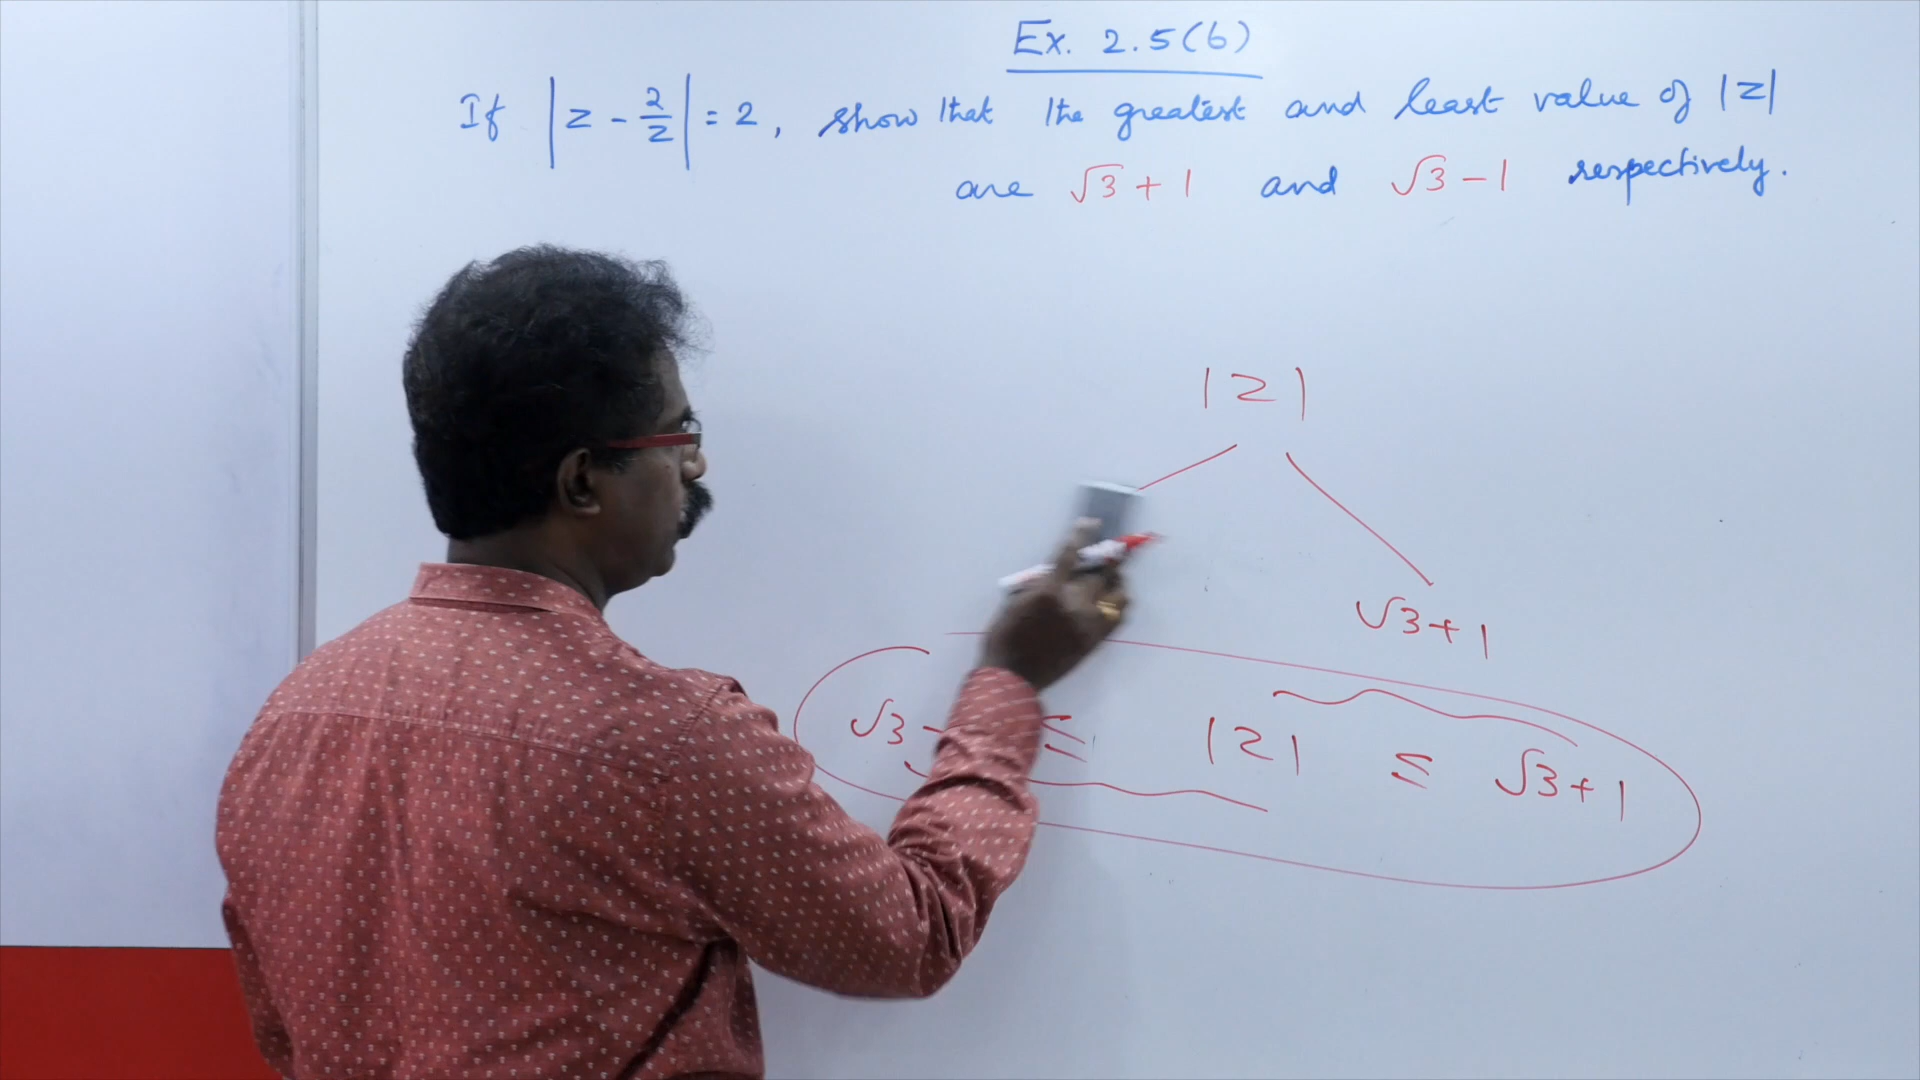 Ex. 2.5(6)
If |z - 2/z| = 2, show that the greatest and least value of |z|
are √3 + 1 and √3 - 1 respectively.
|z|
√3 + 1
√3 - ≤ |z| ≤ √3 + 1